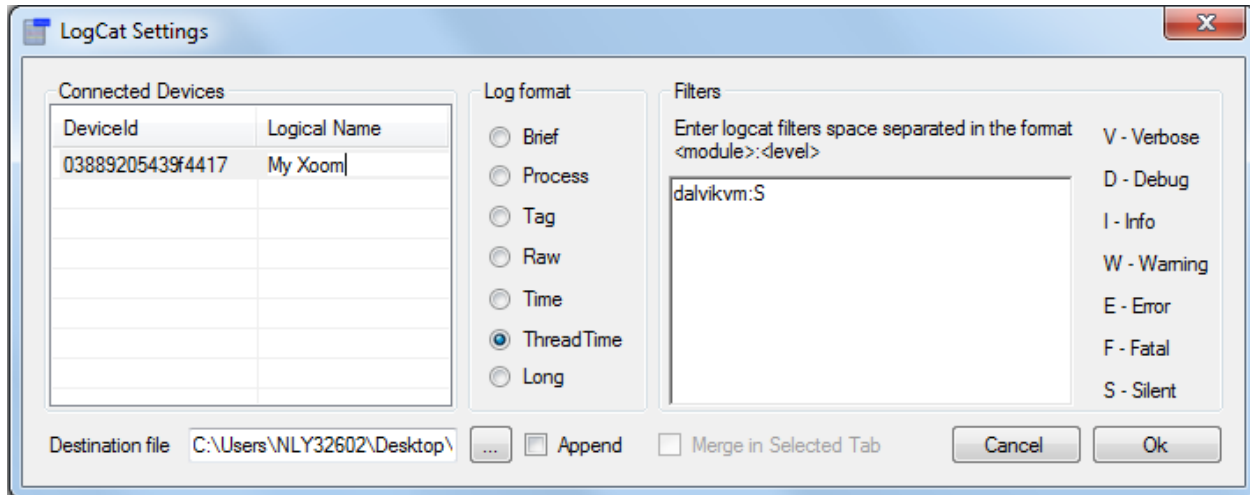 LogCat Settings
Connected Devices
DeviceId Logical Name
03889205439f4417 My Xoom
Log format
Brief
Process
Tag
Raw
Time
ThreadTime
Long
Filters
Enter logcat filters space separated in the format
<module>:<level>
dalvikvm:S
V - Verbose
D - Debug
I - Info
W - Warning
E - Error
F - Fatal
S - Silent
Destination file C:\Users\NLY32602\Desktop\ ... Append Merge in Selected Tab Cancel Ok